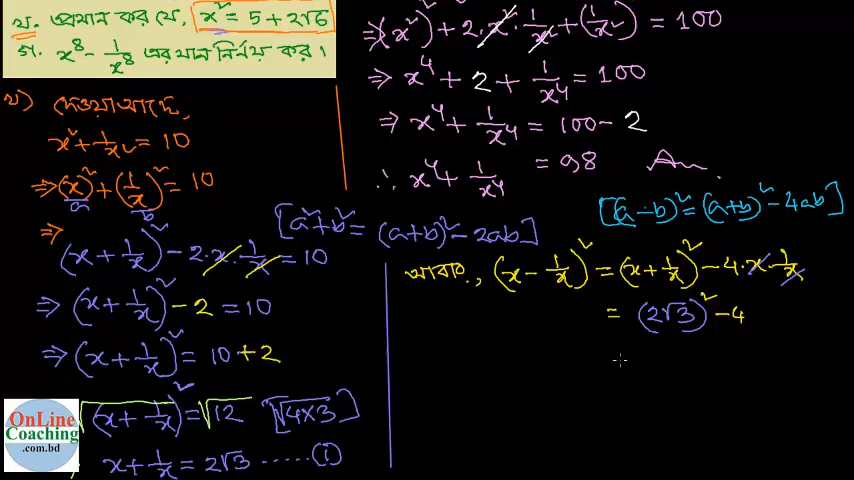 খ. প্রমাণ কর যে, x² = 5 + 2√6
গ. x⁸ - 1/x⁸ এর মান নির্ণয় কর।
খ) দেওয়া আছে,
x² + 1/x² = 10
⇒ (x)² + (1/x)² = 10
a b
⇒
(x + 1/x)² - 2·x·1/x = 10
[a² + b² = (a+b)² - 2ab]
⇒ (x + 1/x)² - 2 = 10
⇒ (x + 1/x)² = 10 + 2
√(x + 1/x)² = √12 [√4×3]
x + 1/x = 2√3 ......(i)
⇒ (x²)² + 2·x²·1/x² + (1/x²)² = 100
⇒ x⁴ + 2 + 1/x⁴ = 100
⇒ x⁴ + 1/x⁴ = 100 - 2
∴ x⁴ + 1/x⁴ = 98 An.
[(a-b)² = (a+b)² - 4ab]
আবার, (x - 1/x)² = (x + 1/x)² - 4·x·1/x
= (2√3)² - 4
OnLine
Coaching
.com.bd